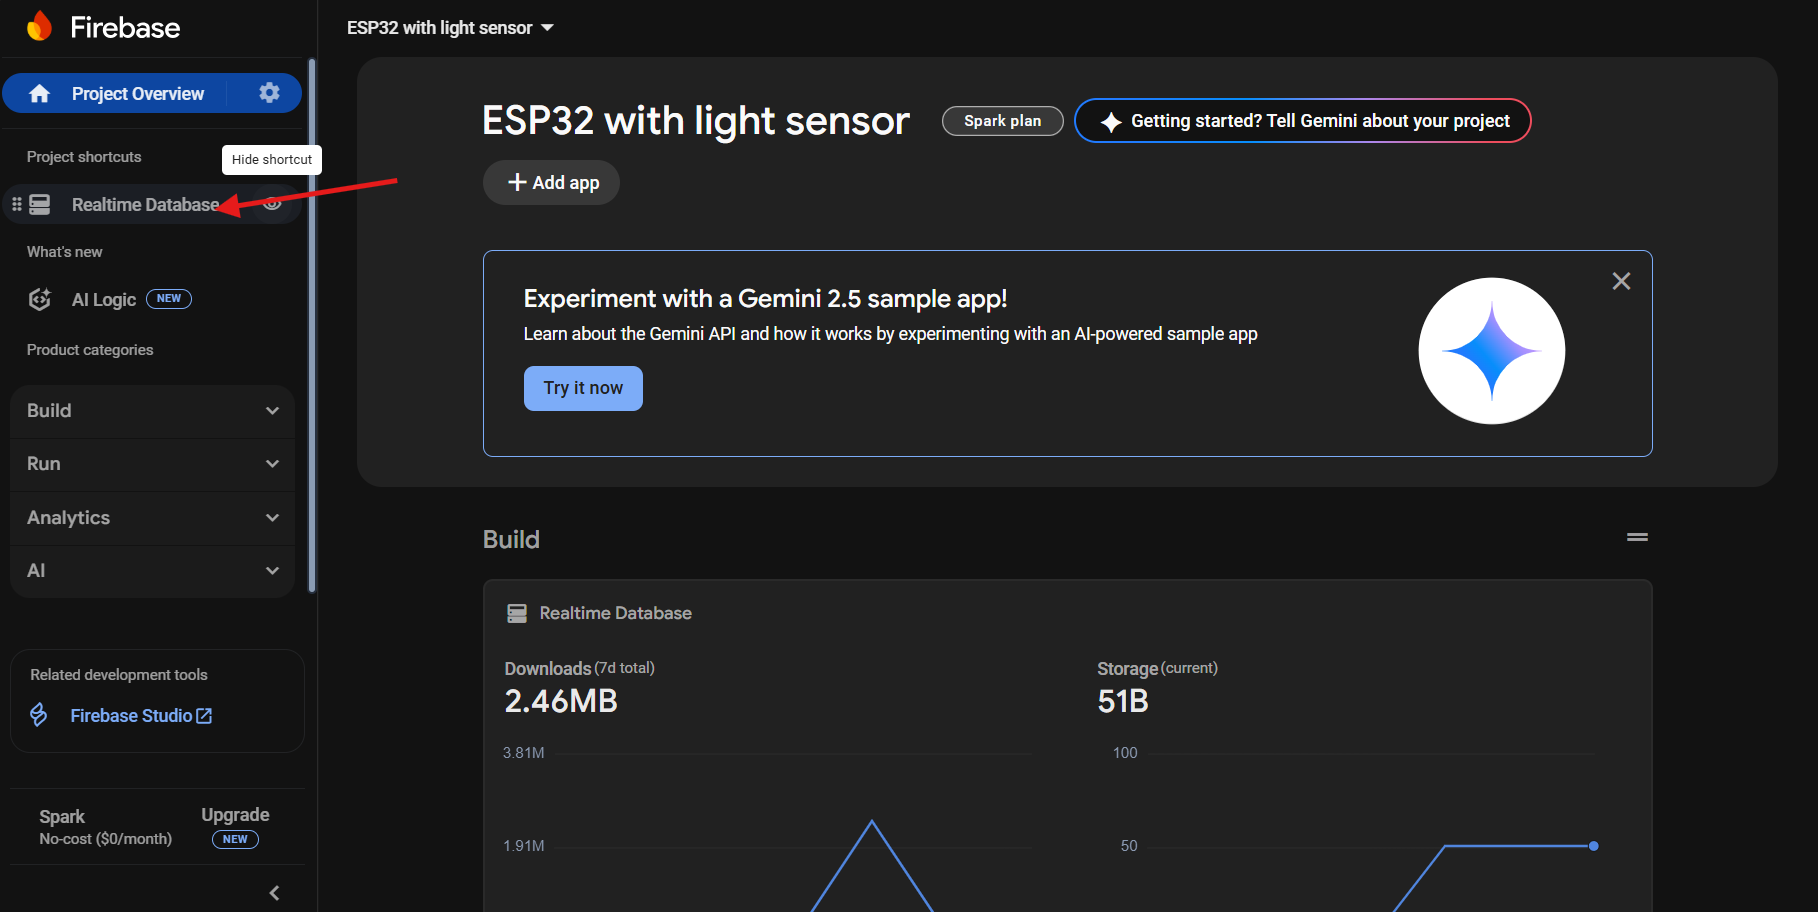 Firebase
ESP32 with light sensor
Project Overview
Project shortcuts
Hide shortcut
Realtime Database
What's new
AI Logic NEW
Product categories
Build
Run
Analytics
AI
Related development tools
Firebase Studio
Spark
No-cost ($0/month)
Upgrade
NEW
ESP32 with light sensor
Spark plan
Getting started? Tell Gemini about your project
Add app
Experiment with a Gemini 2.5 sample app!
Learn about the Gemini API and how it works by experimenting with an AI-powered sample app
Try it now
Build
Realtime Database
Downloads (7d total)
2.46MB
3.81M
1.91M
Storage (current)
51B
100
50